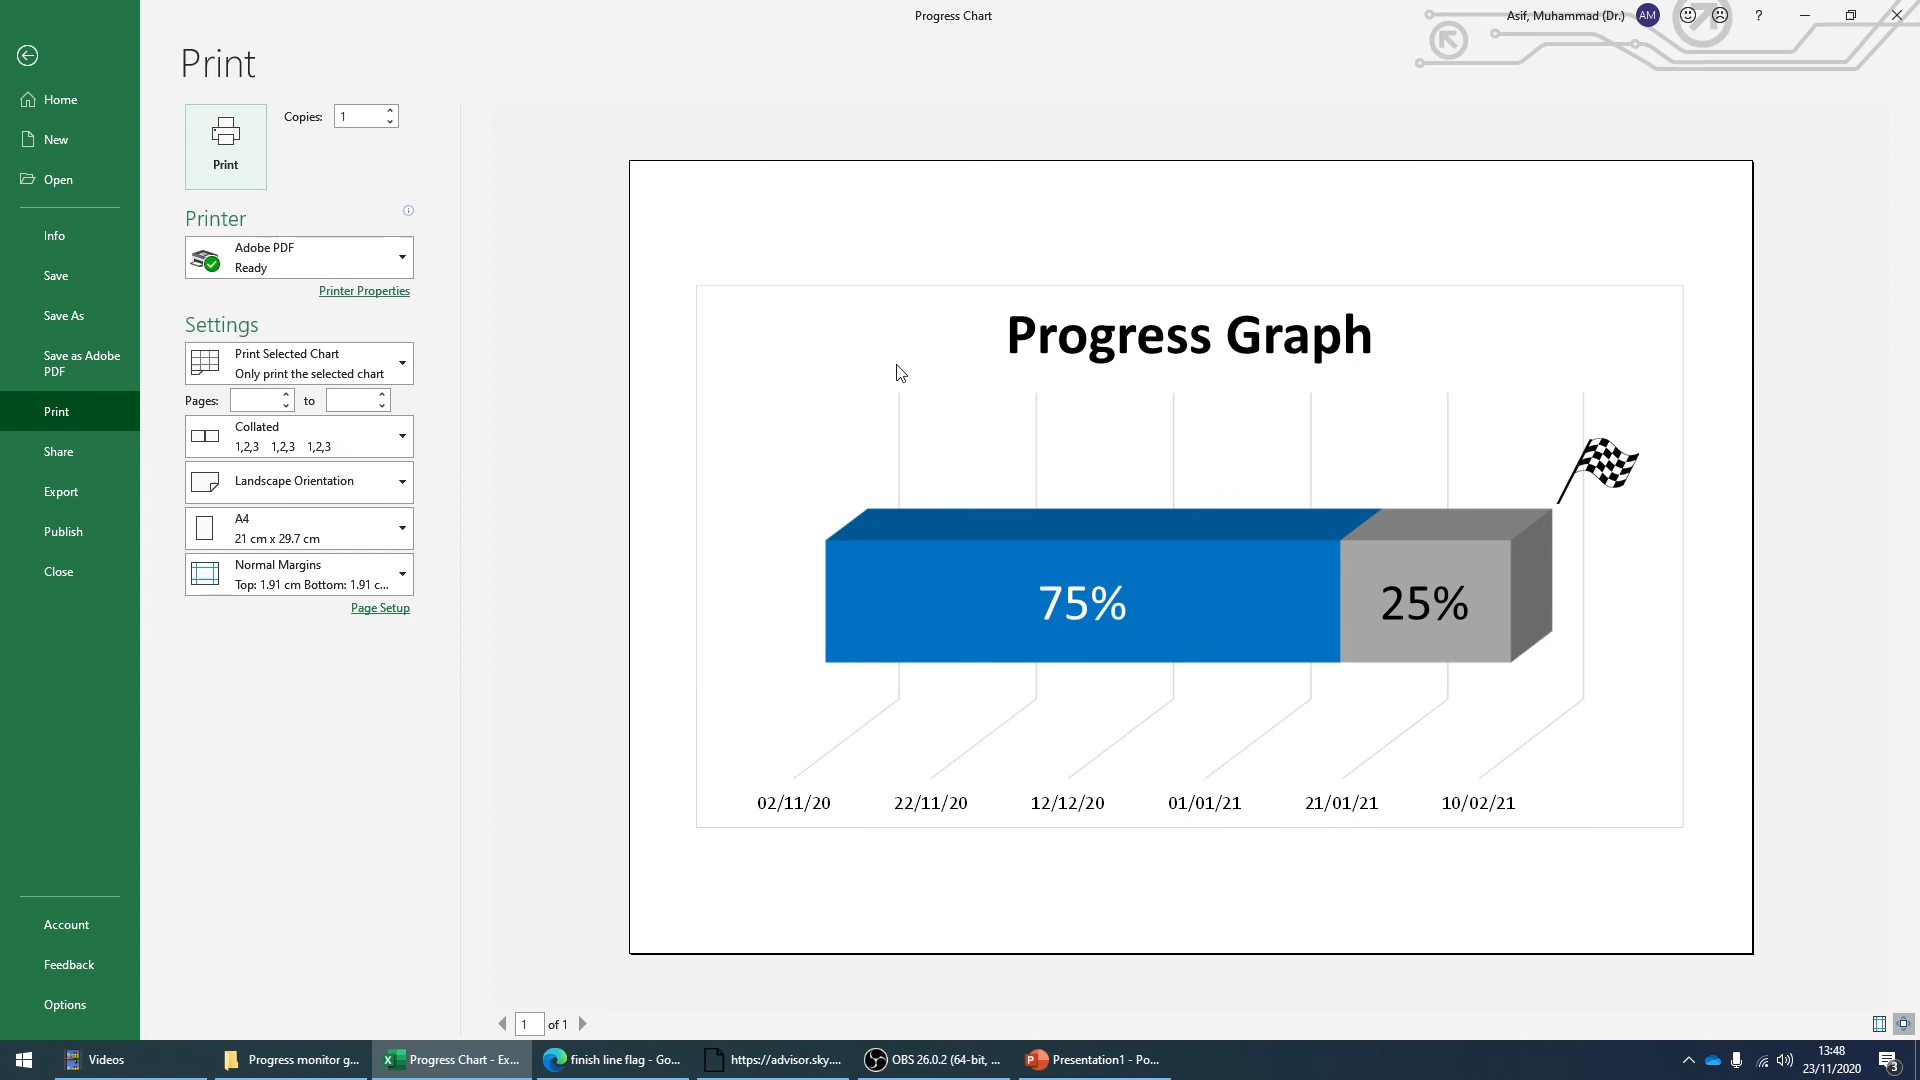 Progress Chart
Asif, Muhammad (Dr.) AM ?
Print
Home
New
Open
Info
Save
Save As
Save as Adobe
PDF
Print
Share
Export
Publish
Close
Account
Feedback
Options
Print
Copies: 1
Printer
Adobe PDF
Ready
Printer Properties
Settings
Print Selected Chart
Only print the selected chart
Pages: to
Collated
1,2,3 1,2,3 1,2,3
Landscape Orientation
A4
21 cm x 29.7 cm
Normal Margins
Top: 1.91 cm Bottom: 1.91 c...
Page Setup
Progress Graph
75% 25%
02/11/20 22/11/20 12/12/20 01/01/21 21/01/21 10/02/21
1 of 1
Videos
Progress monitor g...
Progress Chart - Ex...
finish line flag - Go...
https://advisor.sky....
OBS 26.0.2 (64-bit, ...
Presentation1 - Po...
13:48
23/11/2020
3